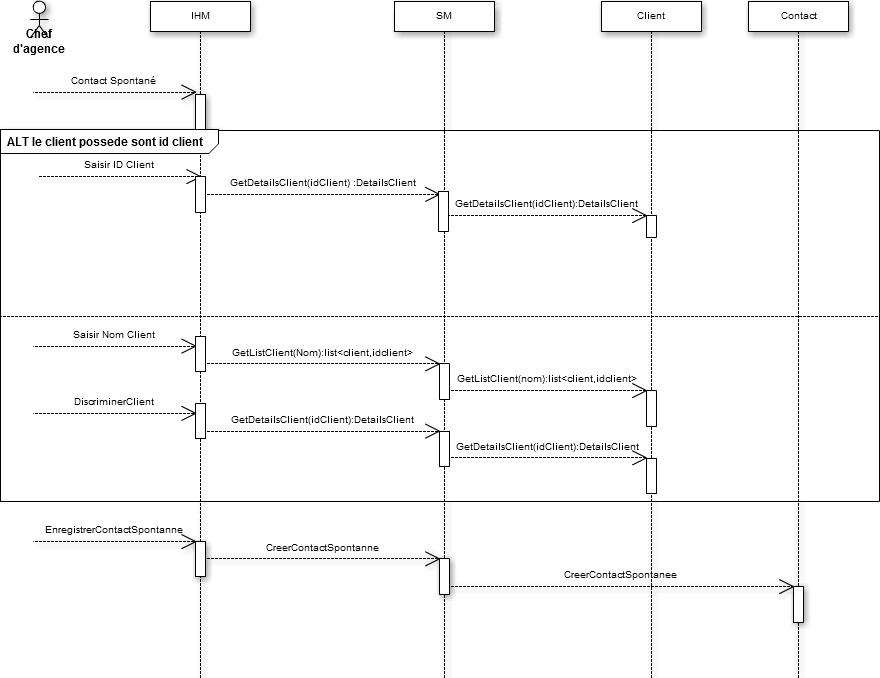 IHM
SM
Client
Contact
Chef
d'agence
Contact Spontané
ALT le client possede sont id client
Saisir ID Client
GetDetailsClient(idClient) :DetailsClient
GetDetailsClient(idClient):DetailsClient
Saisir Nom Client
GetListClient(Nom):list<client,idclient>
GetListClient(nom):list<client,idclient>
DiscriminerClient
GetDetailsClient(idClient):DetailsClient
GetDetailsClient(idClient):DetailsClient
EnregistrerContactSpontanne
CreerContactSpontanne
CreerContactSpontanee